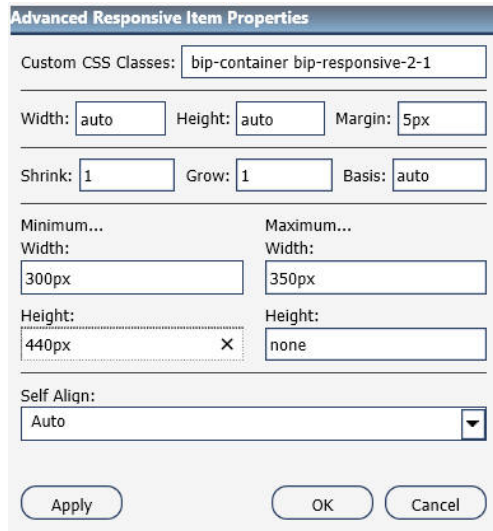 Advanced Responsive Item Properties
Custom CSS Classes: bip-container bip-responsive-2-1
Width: auto Height: auto Margin: 5px
Shrink: 1 Grow: 1 Basis: auto
Minimum... Maximum...
Width: Width:
300px 350px
Height: Height:
440px none
Self Align:
Auto
Apply OK Cancel